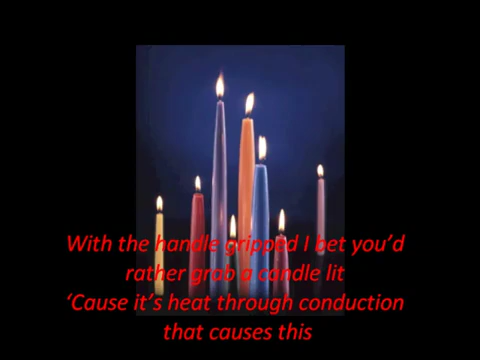 With the handle gripped I bet you’d
rather grab a candle lit
‘Cause it’s heat through conduction
that causes this